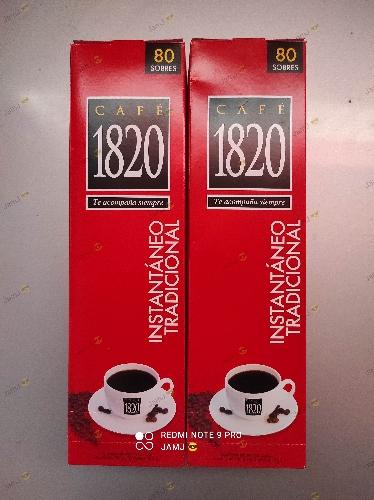 80
SOBRES
CAFÉ
1820
Te acompaña siempre
INSTANTÁNEO
TRADICIONAL
1820
80
SOBRES
CAFÉ
1820
Te acompaña siempre
INSTANTÁNEO
TRADICIONAL
1820
REDMI NOTE 9 PRO
JAMJ